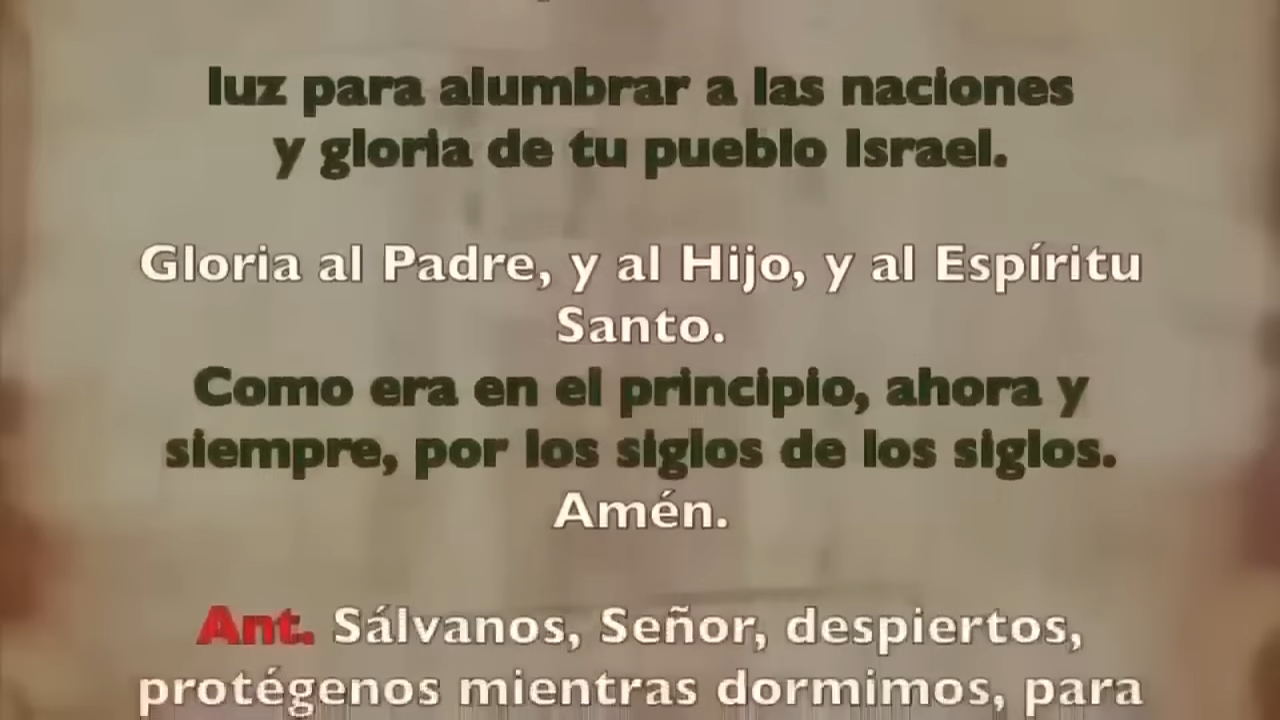 luz para alumbrar a las naciones
y gloria de tu pueblo Israel.
Gloria al Padre, y al Hijo, y al Espíritu
Santo.
Como era en el principio, ahora y
siempre, por los siglos de los siglos.
Amén.
Ant. Sálvanos, Señor, despiertos,
protégenos mientras dormimos, para